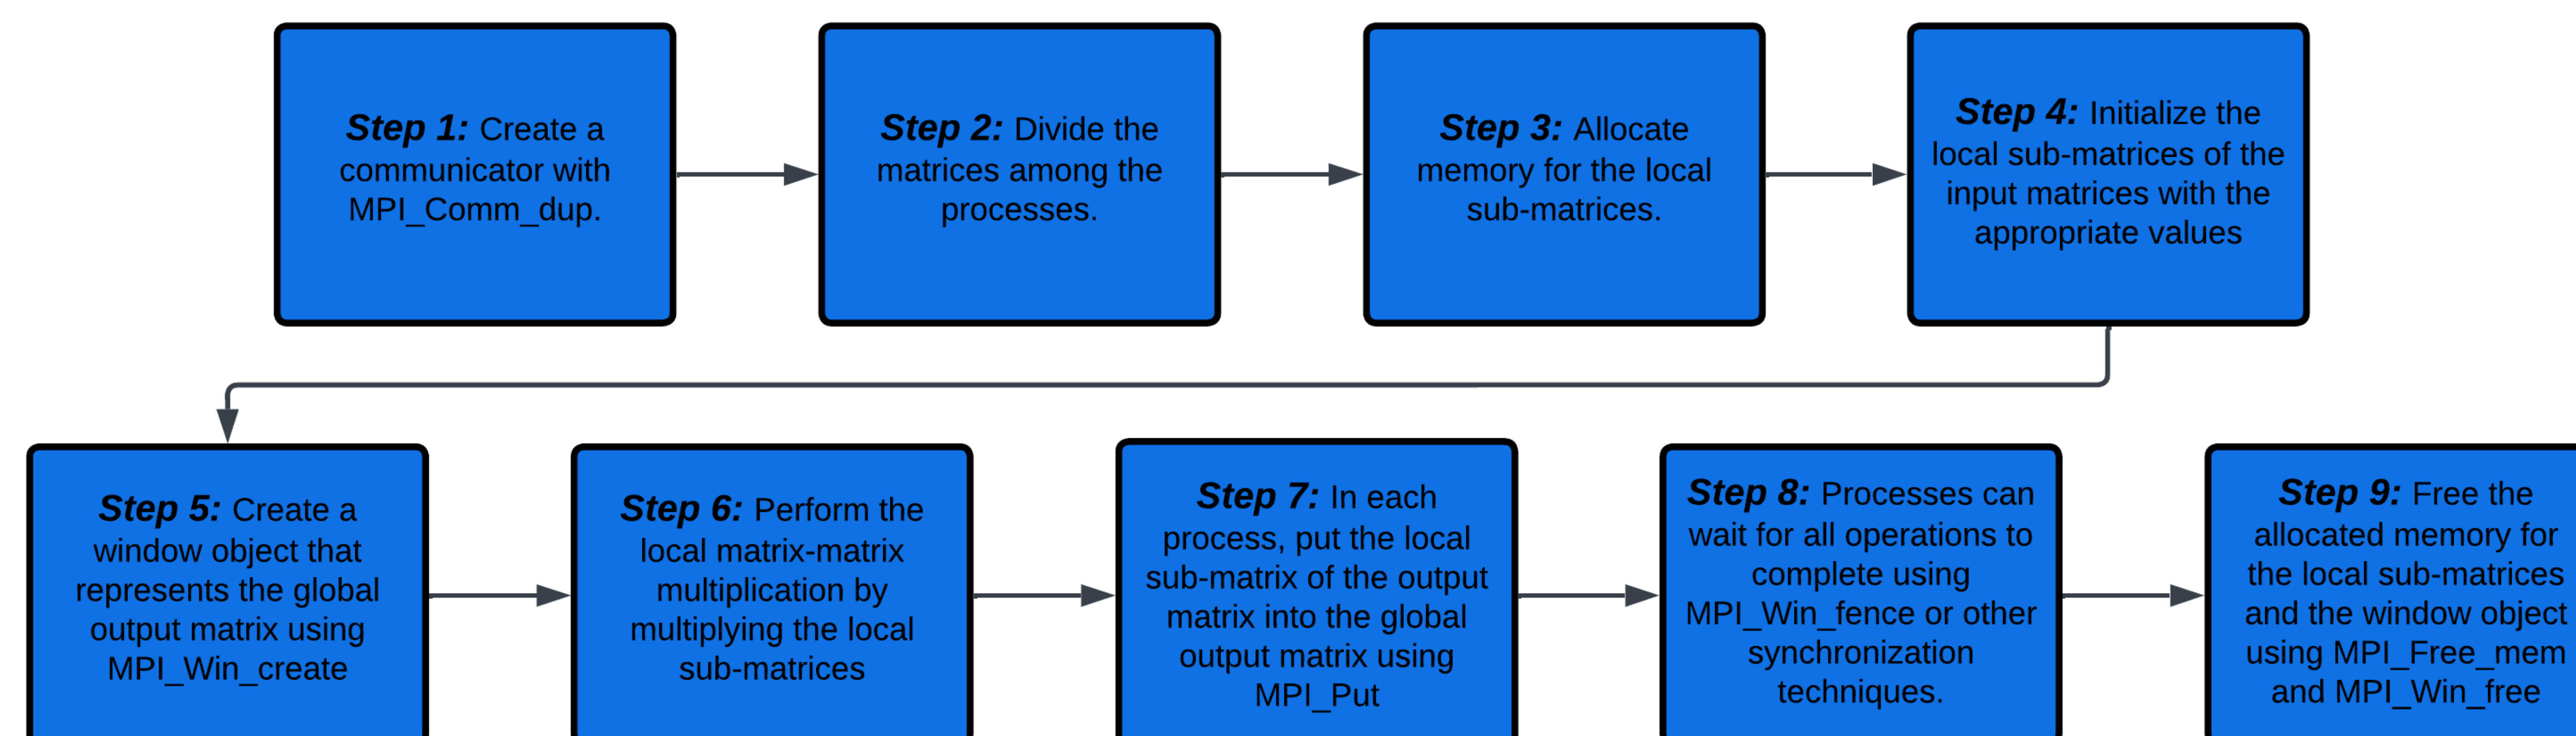 Step 1: Create a
communicator with
MPI_Comm_dup.
Step 2: Divide the
matrices among the
processes.
Step 3: Allocate
memory for the local
sub-matrices.
Step 4: Initialize the
local sub-matrices of the
input matrices with the
appropriate values
Step 5: Create a
window object that
represents the global
output matrix using
MPI_Win_create
Step 6: Perform the
local matrix-matrix
multiplication by
multiplying the local
sub-matrices
Step 7: In each
process, put the local
sub-matrix of the output
matrix into the global
output matrix using
MPI_Put
Step 8: Processes can
wait for all operations to
complete using
MPI_Win_fence or other
synchronization
techniques.
Step 9: Free the
allocated memory for
the local sub-matrices
and the window object
using MPI_Free_mem
and MPI_Win_free